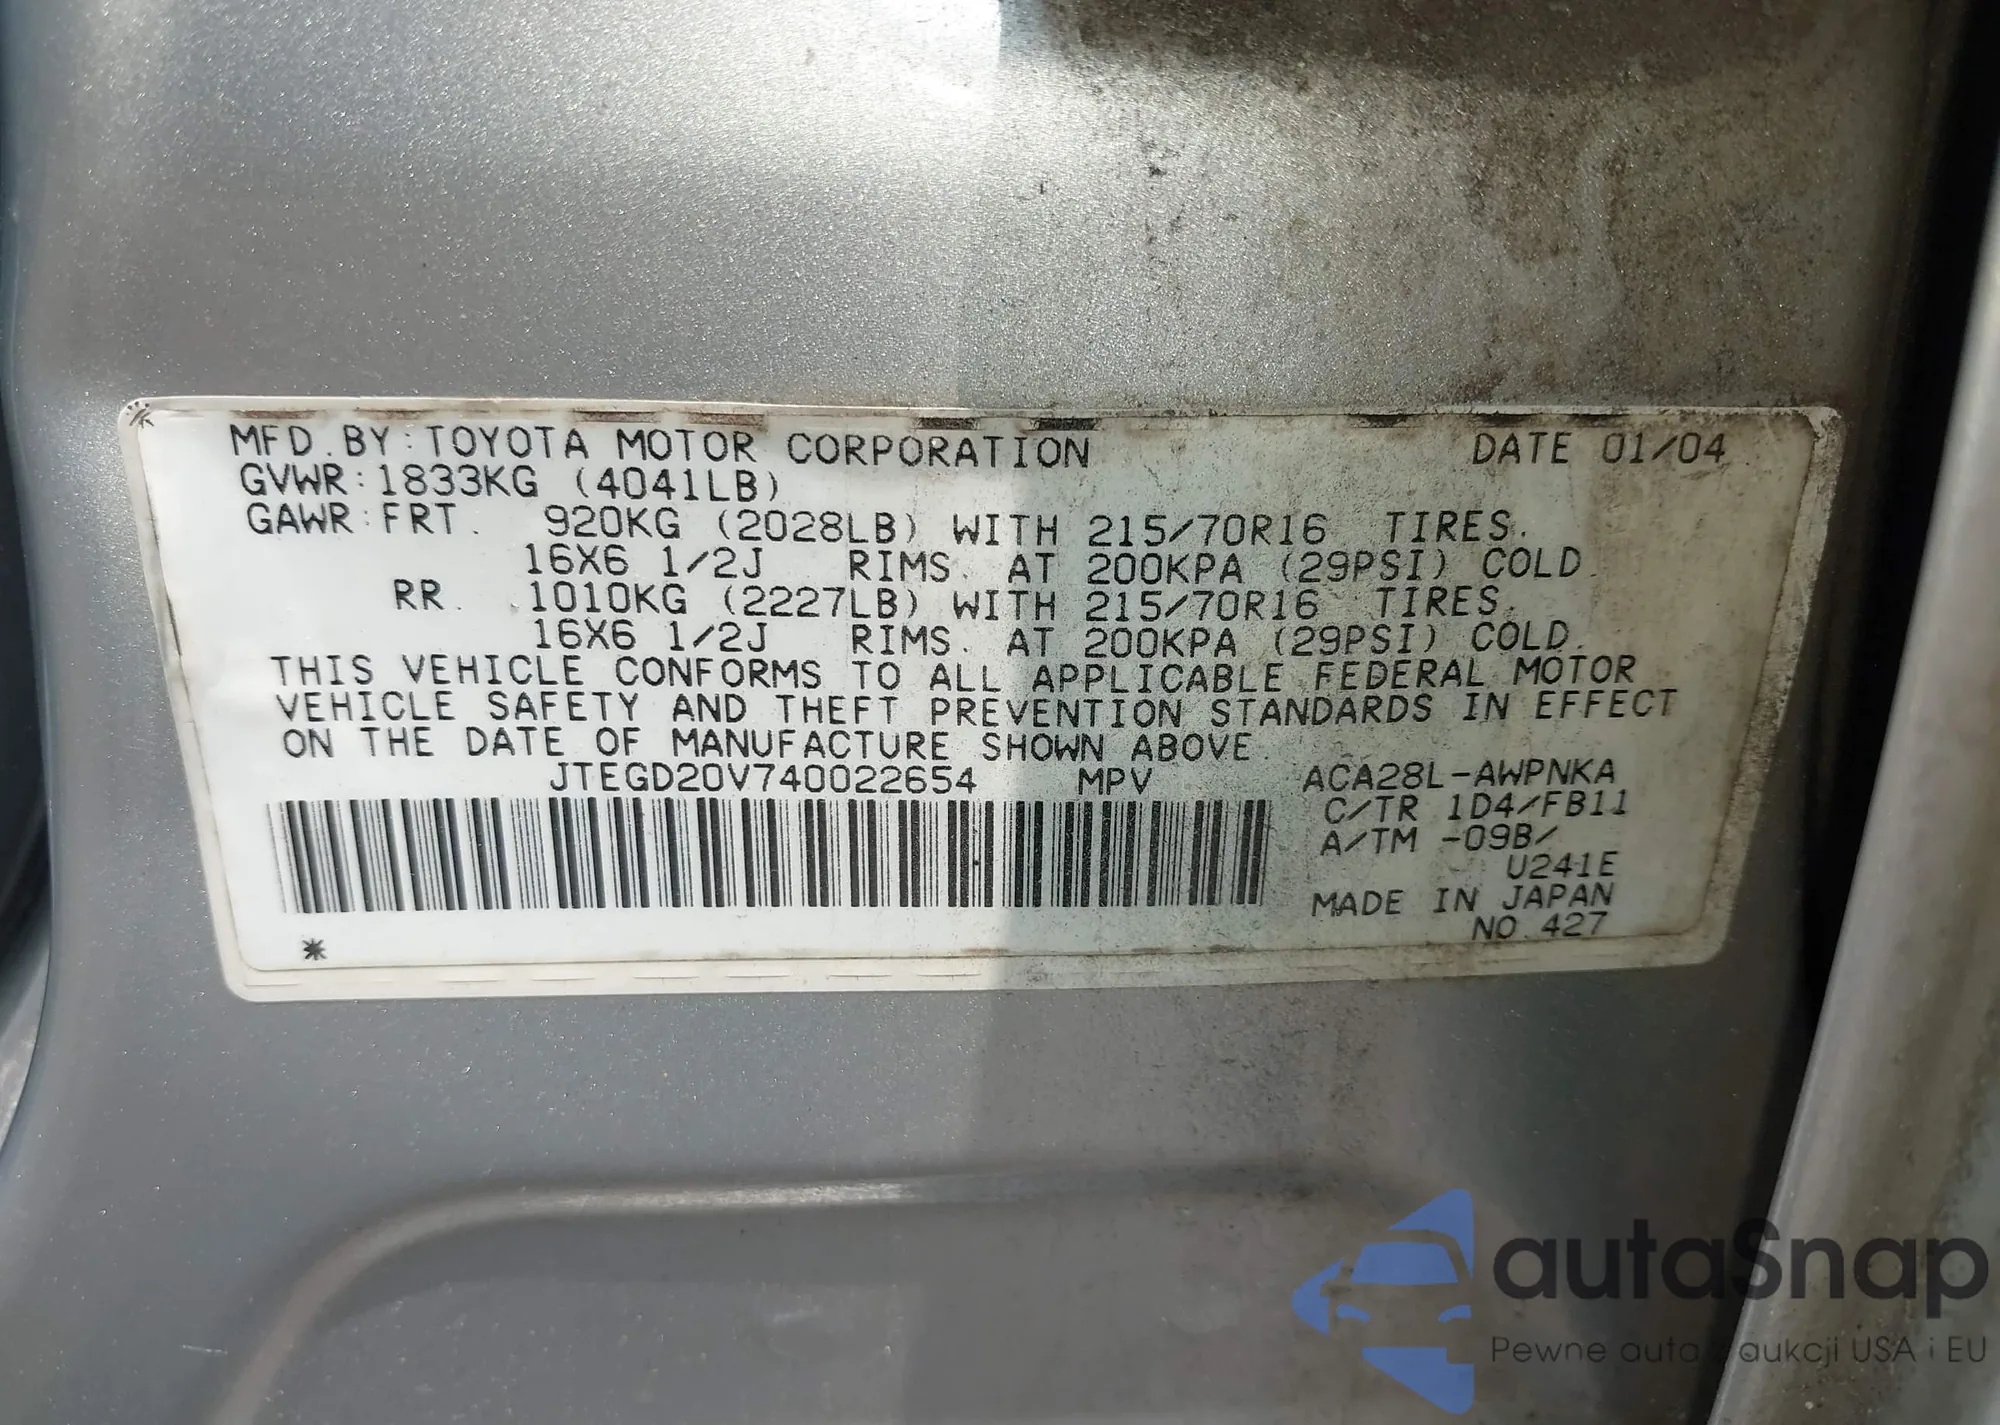 MFD. BY: TOYOTA MOTOR CORPORATION DATE 01/04
GVWR: 1833KG (4041LB)
GAWR: FRT. 920KG (2028LB) WITH 215/70R16 TIRES.
16X6 1/2J RIMS. AT 200KPA (29PSI) COLD.
RR. 1010KG (2227LB) WITH 215/70R16 TIRES.
16X6 1/2J RIMS. AT 200KPA (29PSI) COLD.
THIS VEHICLE CONFORMS TO ALL APPLICABLE FEDERAL MOTOR
VEHICLE SAFETY AND THEFT PREVENTION STANDARDS IN EFFECT
ON THE DATE OF MANUFACTURE SHOWN ABOVE.
JTEGD20V740022654 MPV ACA28L-AWPNKA
C/TR 1D4/FB11
A/TM -09B/
U241E
MADE IN JAPAN
NO. 427
*
autaSnap
Pewne auta z aukcji USA i EU